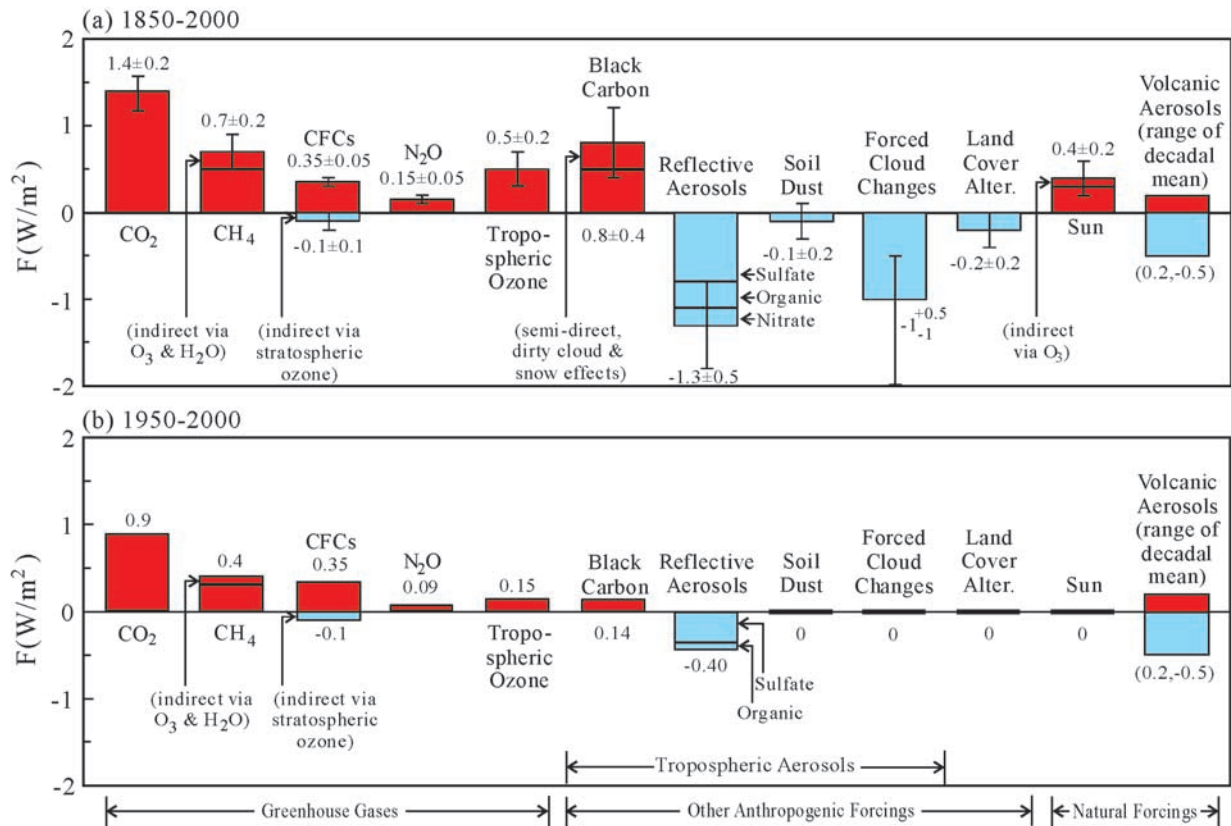 (a) 1850-2000
F(W/m²)
2
1
0
-1
-2
1.4±0.2
CO₂
0.7±0.2
CH₄
(indirect via
O₃ & H₂O)
CFCs
0.35±0.05
-0.1±0.1
(indirect via
stratospheric
ozone)
N₂O
0.15±0.05
0.5±0.2
Tropo-
spheric
Ozone
Black
Carbon
0.8±0.4
(semi-direct,
dirty cloud &
snow effects)
Reflective
Aerosols
Sulfate
Organic
Nitrate
-1.3±0.5
Soil
Dust
-0.1±0.2
Forced
Cloud
Changes
-1 +0.5 -1
Land
Cover
Alter.
-0.2±0.2
0.4±0.2
Sun
(indirect
via O₃)
Volcanic
Aerosols
(range of
decadal
mean)
(0.2,-0.5)
(b) 1950-2000
F(W/m²)
2
1
0
-1
-2
0.9
CO₂
0.4
CH₄
(indirect via
O₃ & H₂O)
CFCs
0.35
-0.1
(indirect via
stratospheric
ozone)
N₂O
0.09
0.15
Tropo-
spheric
Ozone
Black
Carbon
0.14
Reflective
Aerosols
-0.40
Sulfate
Organic
Soil
Dust
0
Forced
Cloud
Changes
0
Land
Cover
Alter.
0
Sun
0
Volcanic
Aerosols
(range of
decadal
mean)
(0.2,-0.5)
Tropospheric Aerosols
Greenhouse Gases
Other Anthropogenic Forcings
Natural Forcings